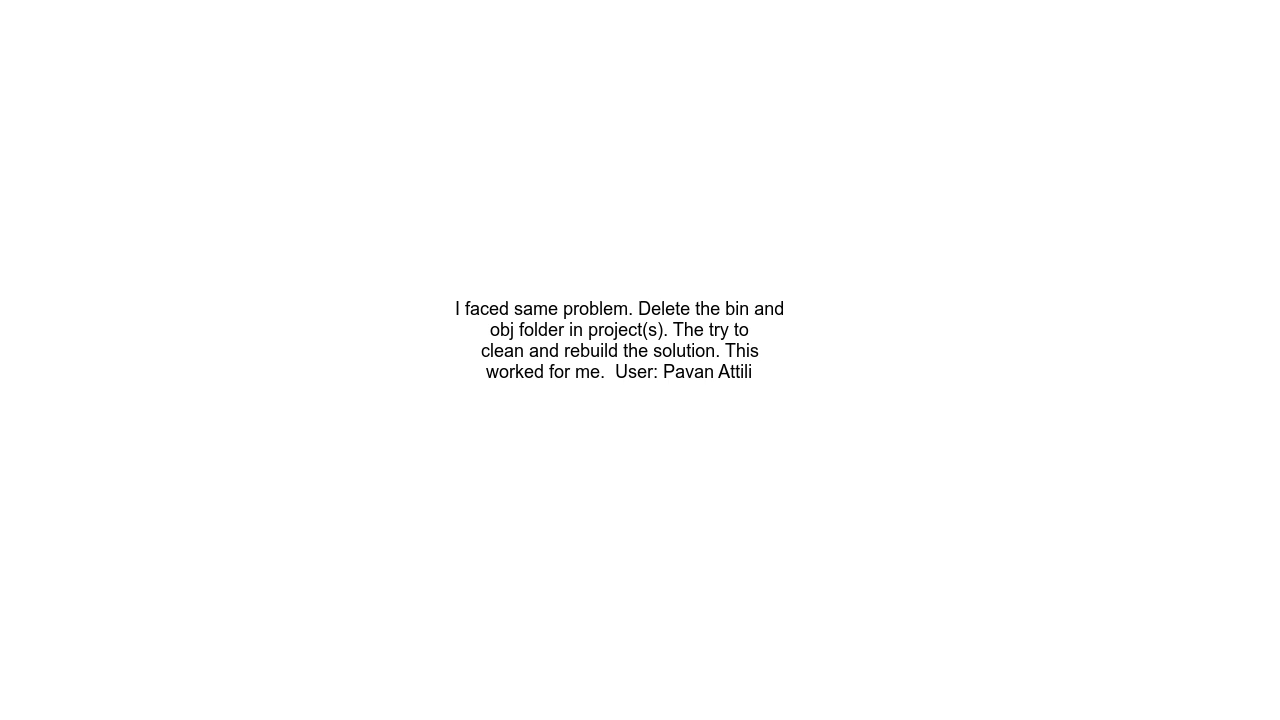 I faced same problem. Delete the bin and
obj folder in project(s). The try to
clean and rebuild the solution. This
worked for me.  User: Pavan Attili